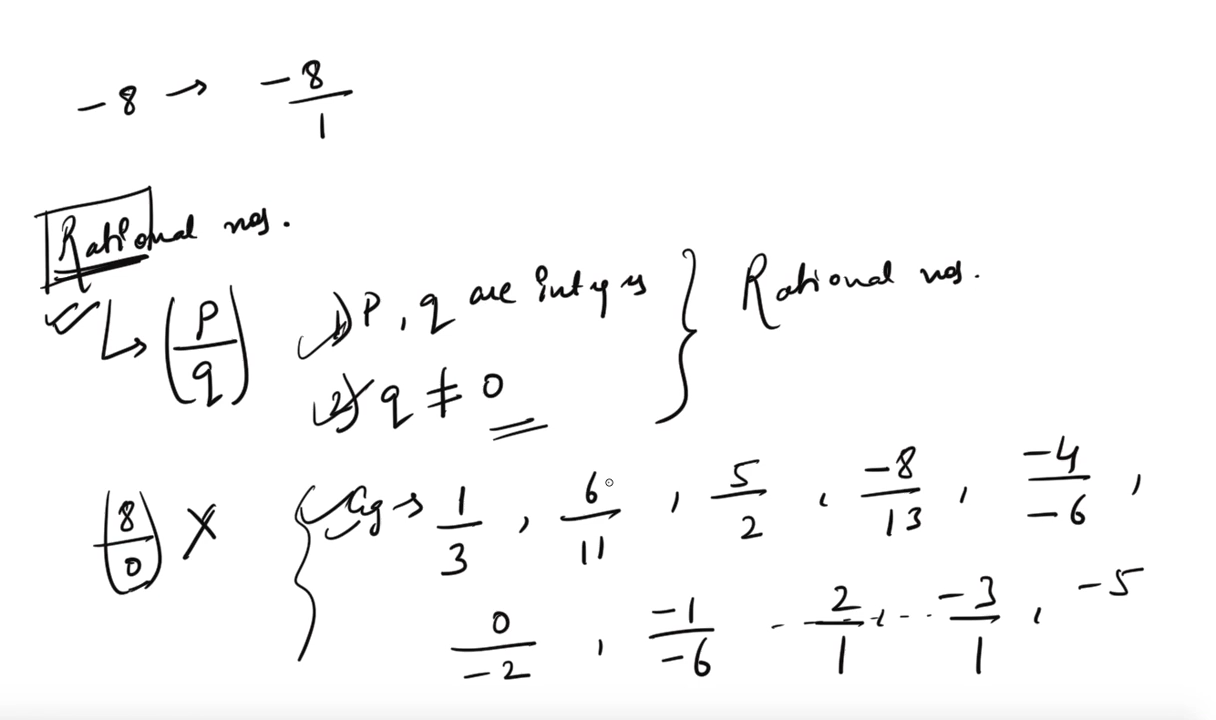 -8 → -8/1
Rational nos.
(p/q) 1) P, q are integers } Rational nos.
2) q ≠ 0
(8/0) X { Eg → 1/3, 6/11, 5/2, -8/13, -4/-6,
0/-2, -1/-6 -- 2/1, -- -3/1, -5